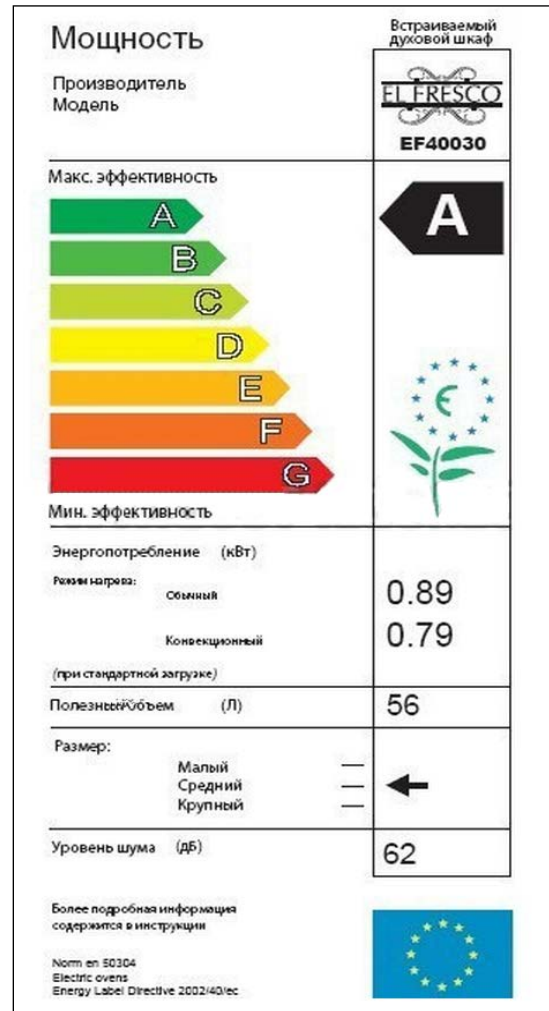 Мощность
Встраиваемый
духовой шкаф
Производитель
Модель
EL FRESCO
EF40030
Макс. эффективность
A
A
B
C
D
E
F
G
Мин. эффективность
Энергопотребление (кВт)
Режим нагрева:
Обычный
0.89
Конвекционный
0.79
(при стандартной загрузке)
Полезный объем (Л)
56
Размер:
Малый —
Средний —
Крупный —
Уровень шума (дБ)
62
Более подробная информация
содержится в инструкции
Norm en 50304
Electric ovens
Energy Label Directive 2002/40/ec